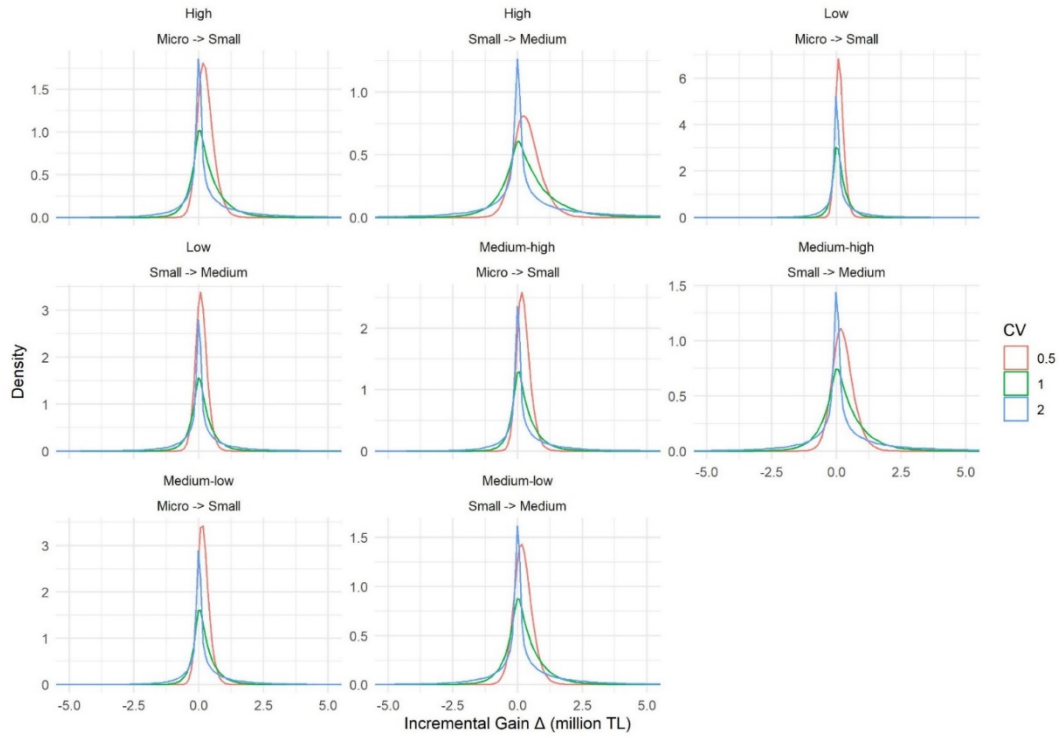 High
Micro -> Small
1.5
1.0
0.5
0.0
High
Small -> Medium
1.0
0.5
0.0
Low
Micro -> Small
6
4
2
0
Low
Small -> Medium
3
2
1
0
Medium-high
Micro -> Small
2
1
0
Medium-high
Small -> Medium
1.5
1.0
0.5
0.0
-5.0 -2.5 0.0 2.5 5.0
Medium-low
Micro -> Small
3
2
1
0
-5.0 -2.5 0.0 2.5 5.0
Medium-low
Small -> Medium
1.5
1.0
0.5
0.0
-5.0 -2.5 0.0 2.5 5.0
Density
Incremental Gain Δ (million TL)
CV
0.5
1
2